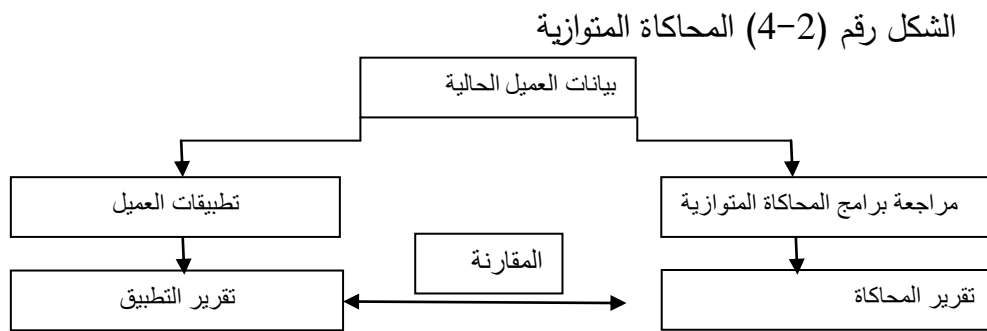 الشكل رقم (2-4) المحاكاة المتوازية
بيانات العميل الحالية
مراجعة برامج المحاكاة المتوازية
تطبيقات العميل
المقارنة
تقرير المحاكاة
تقرير التطبيق